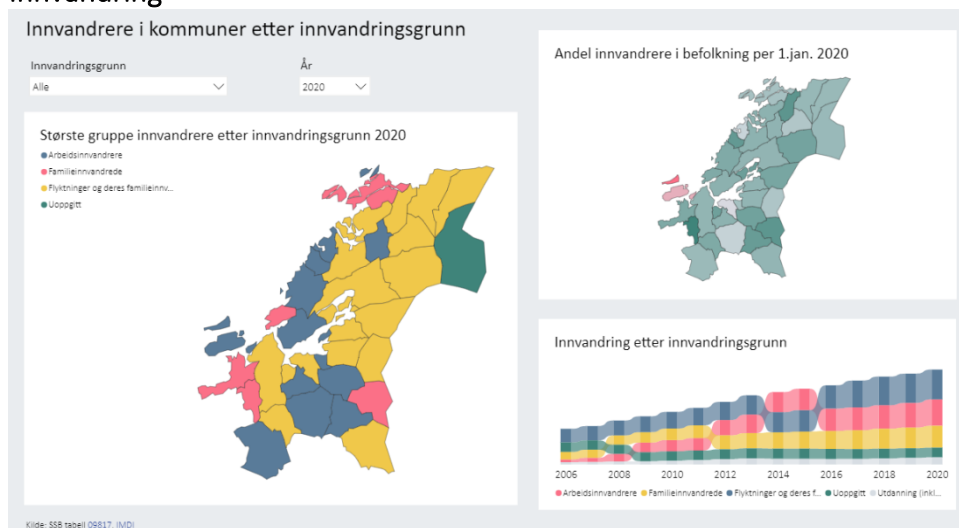 Innvandring
Innvandrere i kommuner etter innvandringsgrunn
Innvandringsgrunn
År
Alle
2020
Største gruppe innvandrere etter innvandringsgrunn 2020
Arbeidsinnvandrere
Familieinnvandrede
Flyktninger og deres familieinnv...
Uoppgitt
Andel innvandrere i befolkning per 1.jan. 2020
Innvandring etter innvandringsgrunn
2006 2008 2010 2012 2014 2016 2018 2020
Arbeidsinnvandrere Familieinnvandrede Flyktninger og deres f... Uoppgitt Utdanning (inkl...
Kilde: SSB tabell 09817, IMDI